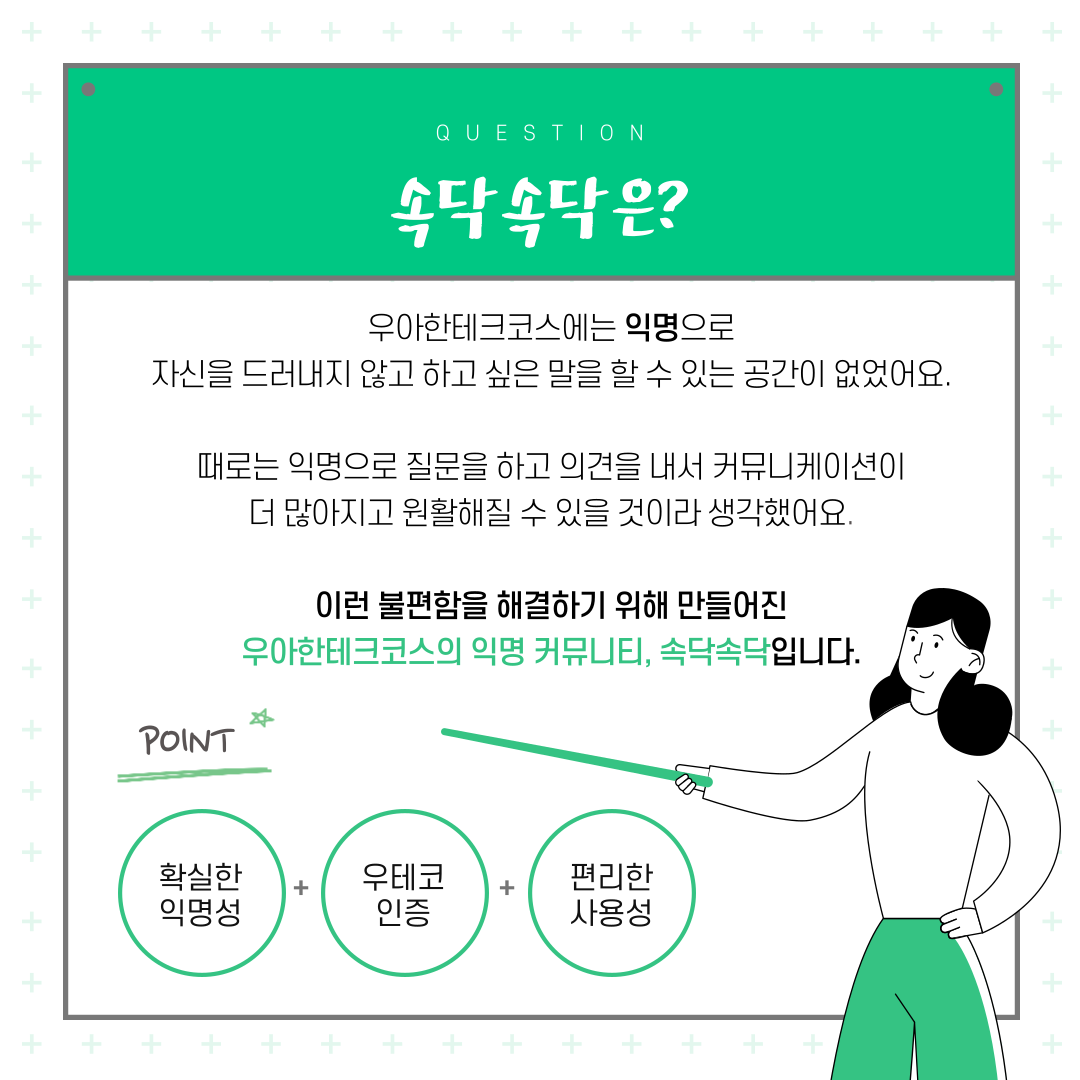 QUESTION
속닥속닥은?
우아한테크코스에는 익명으로
자신을 드러내지 않고 하고 싶은 말을 할 수 있는 공간이 없었어요.
때로는 익명으로 질문을 하고 의견을 내서 커뮤니케이션이
더 많아지고 원활해질 수 있을 것이라 생각했어요.
이런 불편함을 해결하기 위해 만들어진
우아한테크코스의 익명 커뮤니티, 속닥속닥입니다.
POINT
확실한
익명성
+
우테코
인증
+
편리한
사용성